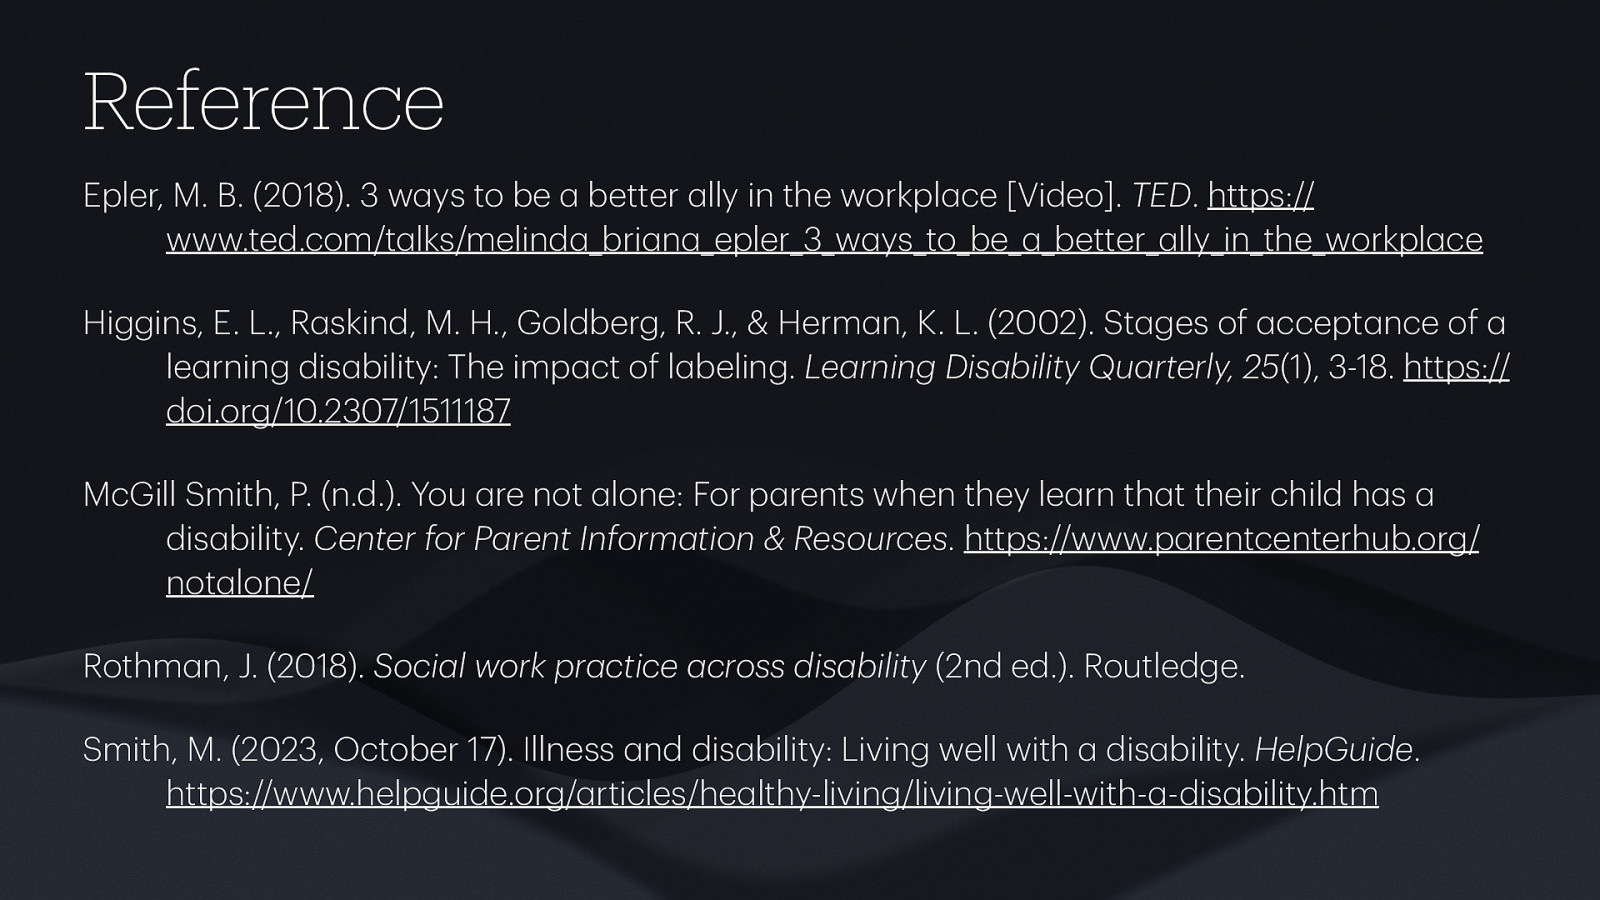 Reference
Epler, M. B. (2018). 3 ways to be a better ally in the workplace [Video]. TED. https://
www.ted.com/talks/melinda_briana_epler_3_ways_to_be_a_better_ally_in_the_workplace
Higgins, E. L., Raskind, M. H., Goldberg, R. J., & Herman, K. L. (2002). Stages of acceptance of a
learning disability: The impact of labeling. Learning Disability Quarterly, 25(1), 3-18. https://
doi.org/10.2307/1511187
McGill Smith, P. (n.d.). You are not alone: For parents when they learn that their child has a
disability. Center for Parent Information & Resources. https://www.parentcenterhub.org/
notalone/
Rothman, J. (2018). Social work practice across disability (2nd ed.). Routledge.
Smith, M. (2023, October 17). Illness and disability: Living well with a disability. HelpGuide.
https://www.helpguide.org/articles/healthy-living/living-well-with-a-disability.htm